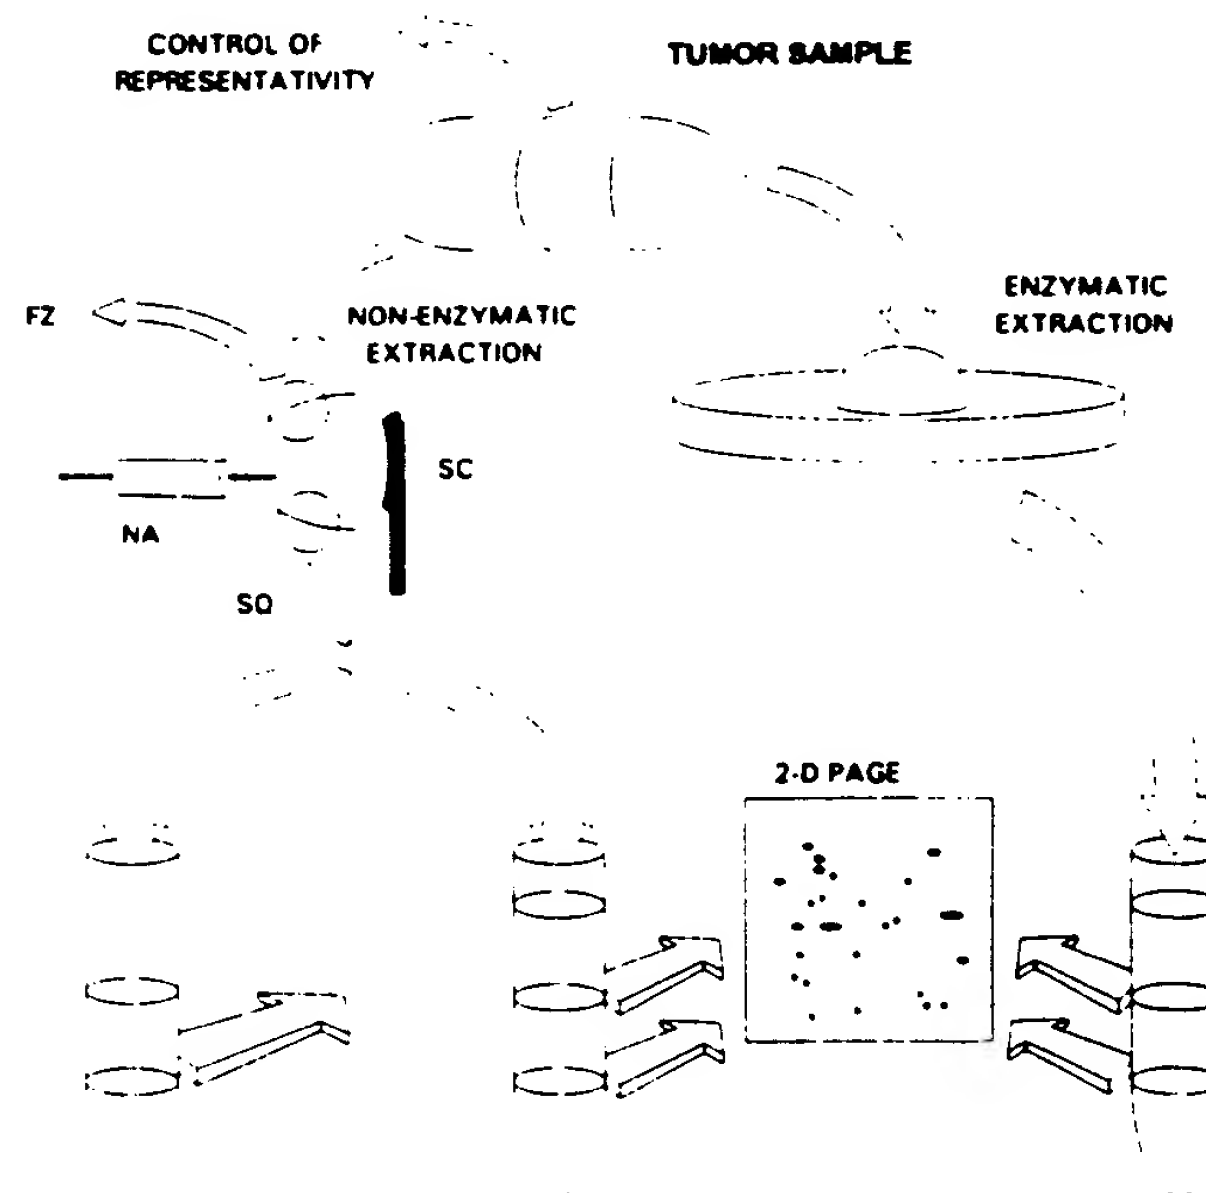 CONTROL OF
REPRESENTATIVITY
TUMOR SAMPLE
ENZYMATIC
EXTRACTION
FZ
NON-ENZYMATIC
EXTRACTION
SC
NA
SQ
2-D PAGE